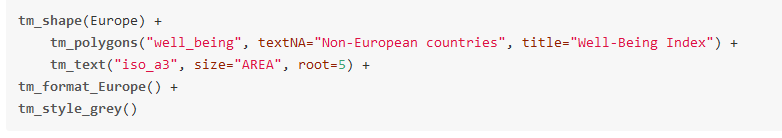 tm_shape(Europe) +
    tm_polygons("well_being", textNA="Non-European countries", title="Well-Being Index") +
    tm_text("iso_a3", size="AREA", root=5) +
tm_format_Europe() +
tm_style_grey()